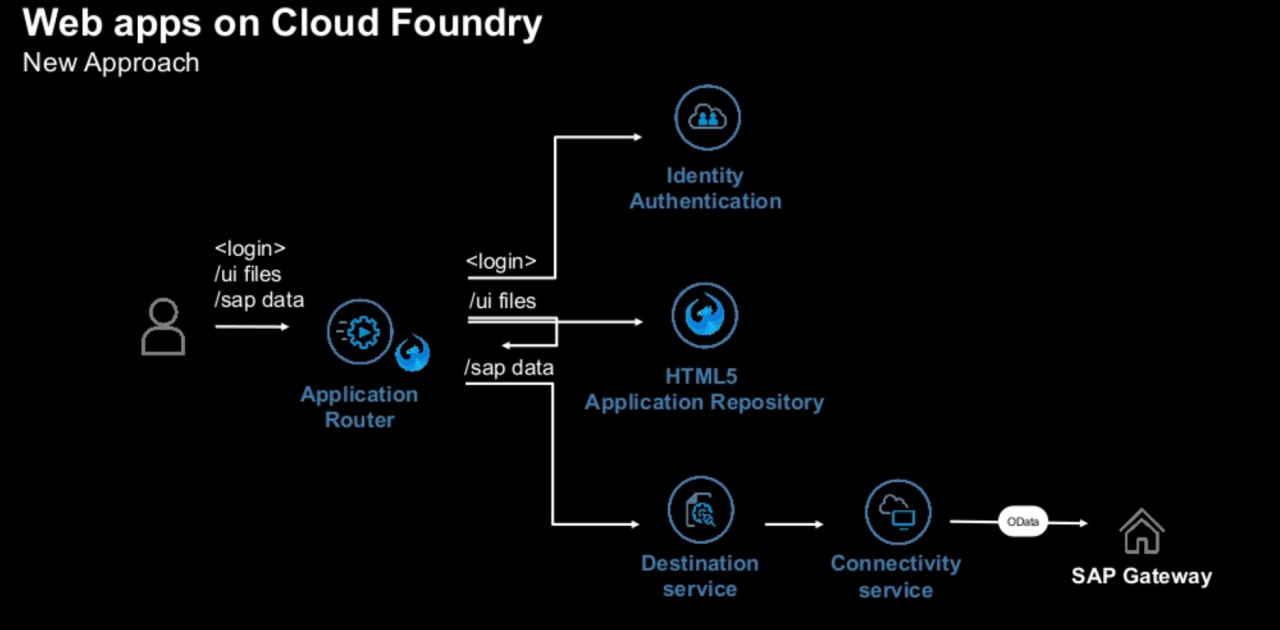 Web apps on Cloud Foundry
New Approach
Identity
Authentication
<login>
/ui files
/sap data
<login>
/ui files
/sap data
Application
Router
HTML5
Application Repository
OData
Destination
service
Connectivity
service
SAP Gateway